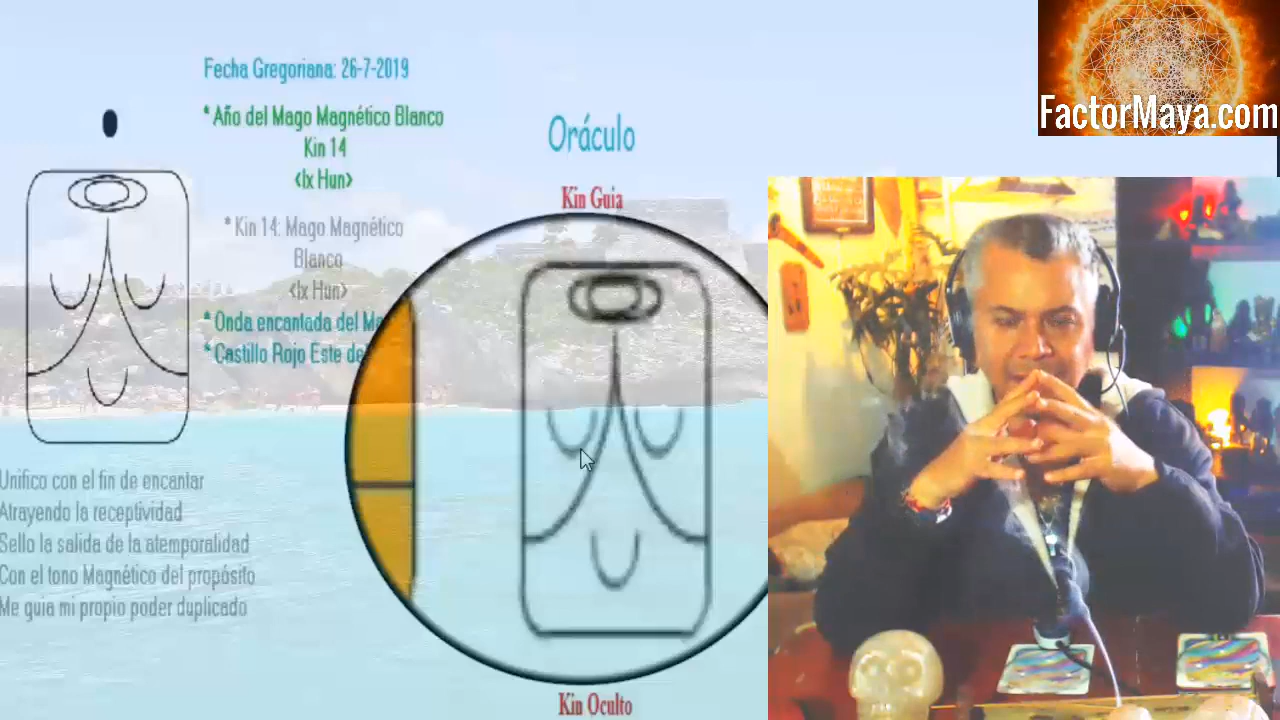 FactorMaya.com
Fecha Gregoriana: 26-7-2019
* Año del Mago Magnético Blanco
Kin 14
<Ix Hun>
* Kin 14: Mago Magnético
Blanco
<Ix Hun>
* Onda encantada del
* Castillo Rojo Este de
Oráculo
Kin Guia
Kin Oculto
Unifico con el fin de encantar
Atrayendo la receptividad
Sello la salida de la atemporalidad
Con el tono Magnético del propósito
Me guia mi propio poder duplicado